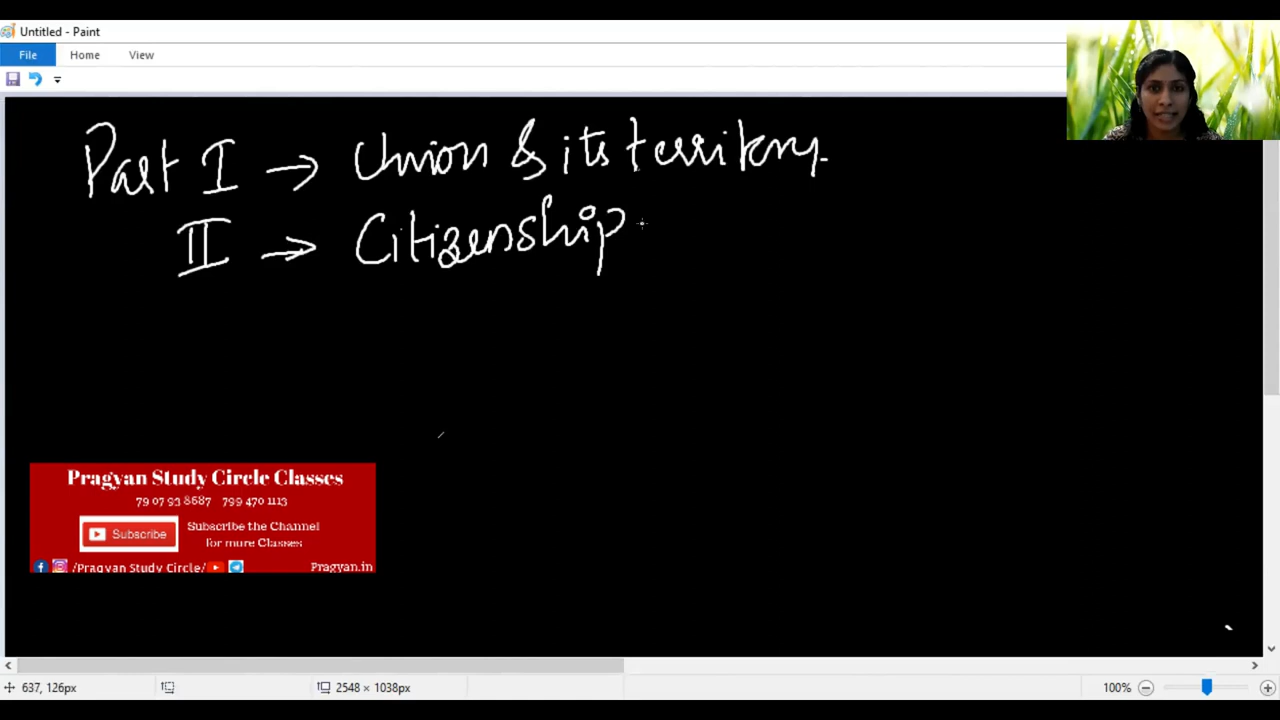 Untitled - Paint
File Home View
Part I → Union & its territory.
II → Citizenship
Pragyan Study Circle Classes
79 07 93 8687 799 470 1113
Subscribe
Subscribe the Channel
for more Classes
/Pragyan Study Circle/
Pragyan.in
637, 126px
2548 × 1038px
100%